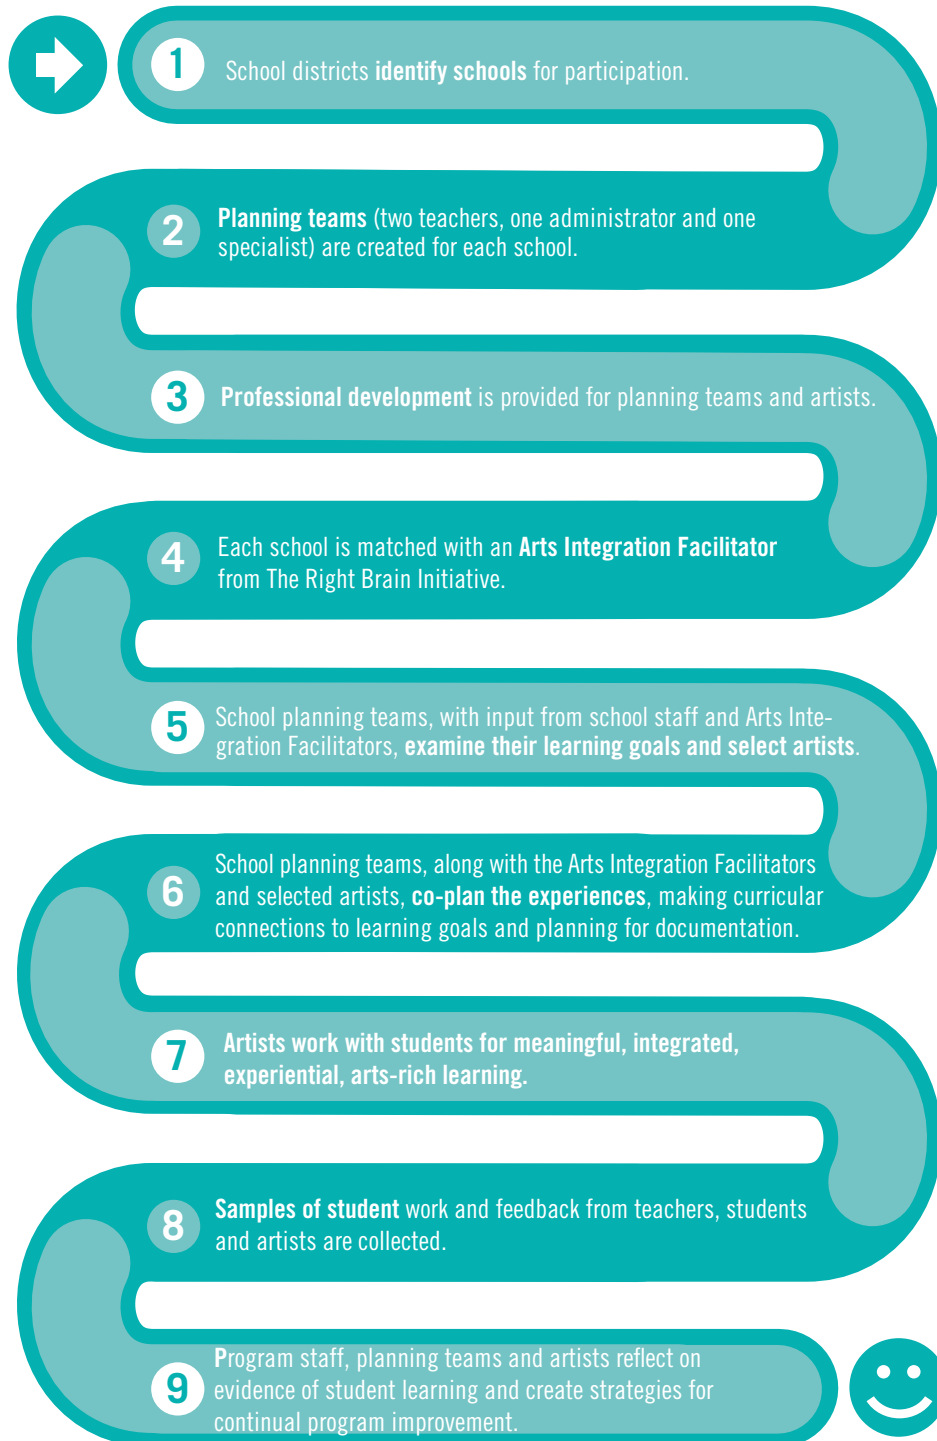 1
School districts identify schools for participation.
2
Planning teams (two teachers, one administrator and one
specialist) are created for each school.
3
Professional development is provided for planning teams and artists.
4
Each school is matched with an Arts Integration Facilitator
from The Right Brain Initiative.
5
School planning teams, with input from school staff and Arts Inte-
gration Facilitators, examine their learning goals and select artists.
6
School planning teams, along with the Arts Integration Facilitators
and selected artists, co-plan the experiences, making curricular
connections to learning goals and planning for documentation.
7
Artists work with students for meaningful, integrated,
experiential, arts-rich learning.
8
Samples of student work and feedback from teachers, students
and artists are collected.
9
Program staff, planning teams and artists reflect on
evidence of student learning and create strategies for
continual program improvement.